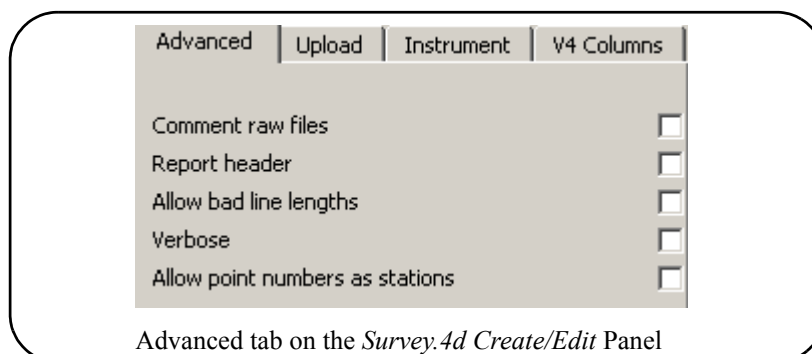 Advanced Upload Instrument V4 Columns
Comment raw files
Report header
Allow bad line lengths
Verbose
Allow point numbers as stations
Advanced tab on the Survey.4d Create/Edit Panel